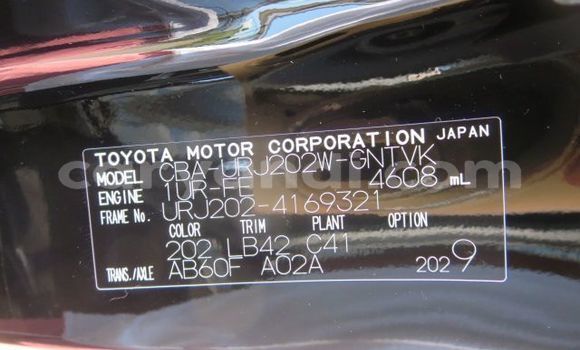 TOYOTA MOTOR CORPORATION JAPAN
MODEL CBA-URJ202W-GNTVK
ENGINE 1UR-FE 4608 mL
FRAME No. URJ202-4169321
COLOR TRIM PLANT OPTION
202 LB42 C41
TRANS./AXLE AB60F A02A 2029